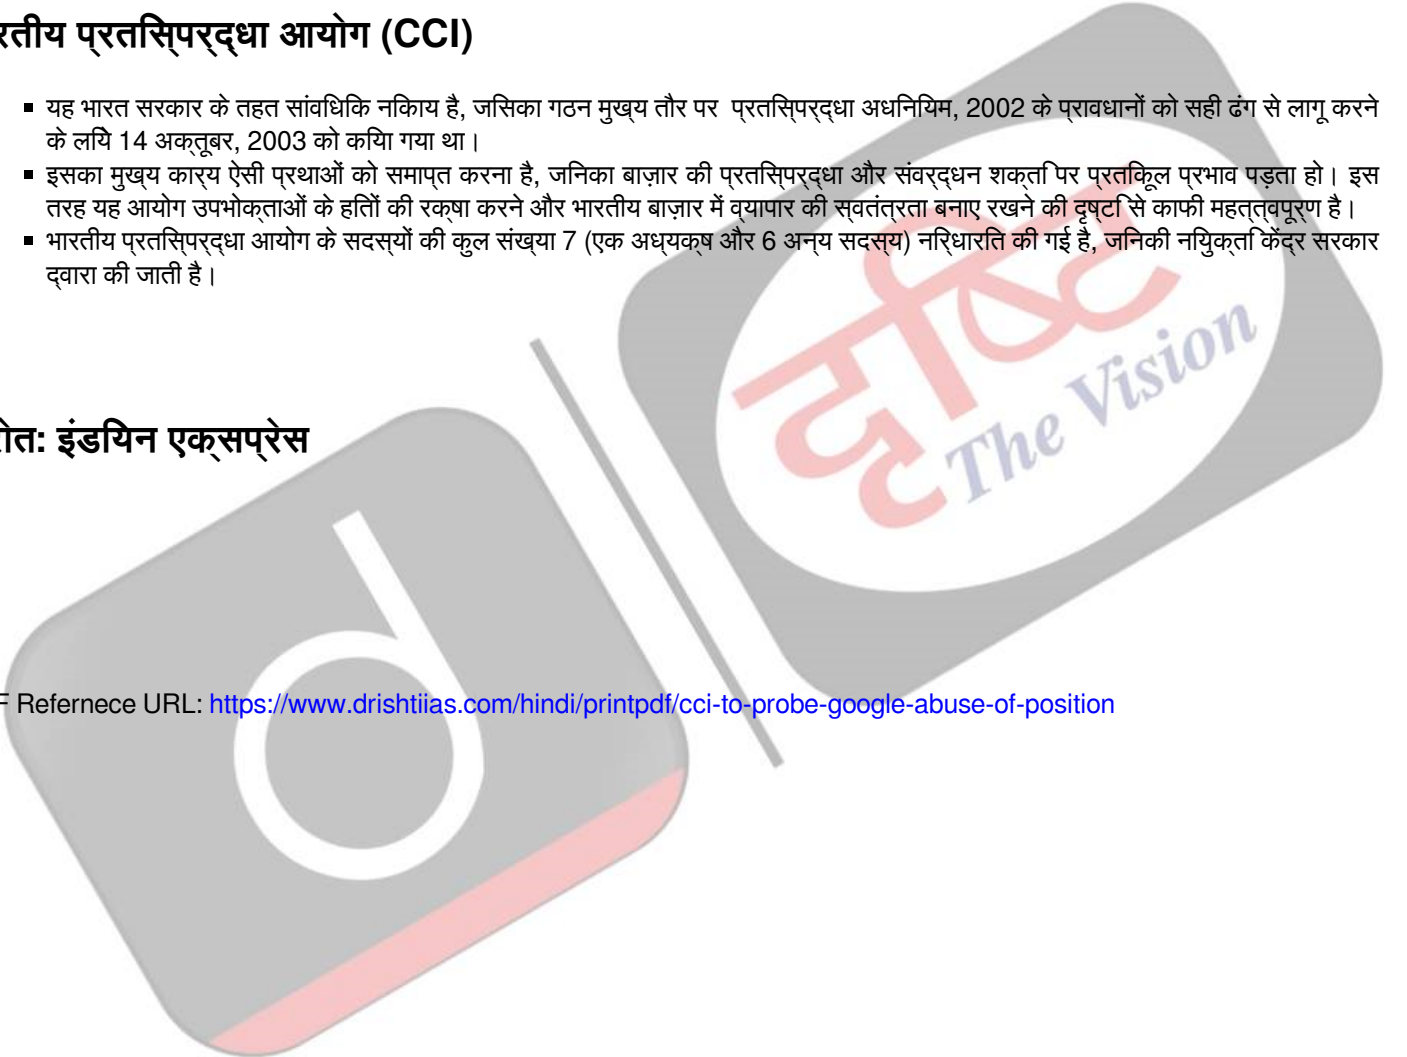 रतीय प्रतिस्पर्द्धा आयोग (CCI)
यह भारत सरकार के तहत सांविधिक निकाय है, जिसका गठन मुख्य तौर पर प्रतिस्पर्द्धा अधिनियम, 2002 के प्रावधानों को सही ढंग से लागू करने
के लिये 14 अक्तूबर, 2003 को किया गया था।
इसका मुख्य कार्य ऐसी प्रथाओं को समाप्त करना है, जिनका बाज़ार की प्रतिस्पर्द्धा और संवर्द्धन शक्ति पर प्रतिकूल प्रभाव पड़ता हो। इस
तरह यह आयोग उपभोक्ताओं के हितों की रक्षा करने और भारतीय बाज़ार में व्यापार की स्वतंत्रता बनाए रखने की दृष्टि से काफी महत्त्वपूर्ण है।
भारतीय प्रतिस्पर्द्धा आयोग के सदस्यों की कुल संख्या 7 (एक अध्यक्ष और 6 अन्य सदस्य) निर्धारित की गई है, जिनकी नियुक्ति केंद्र सरकार
द्वारा की जाती है।
दृष्टि
The Vision
ोत: इंडियन एक्सप्रेस
d
F Refernece URL: https://www.drishtiias.com/hindi/printpdf/cci-to-probe-google-abuse-of-position